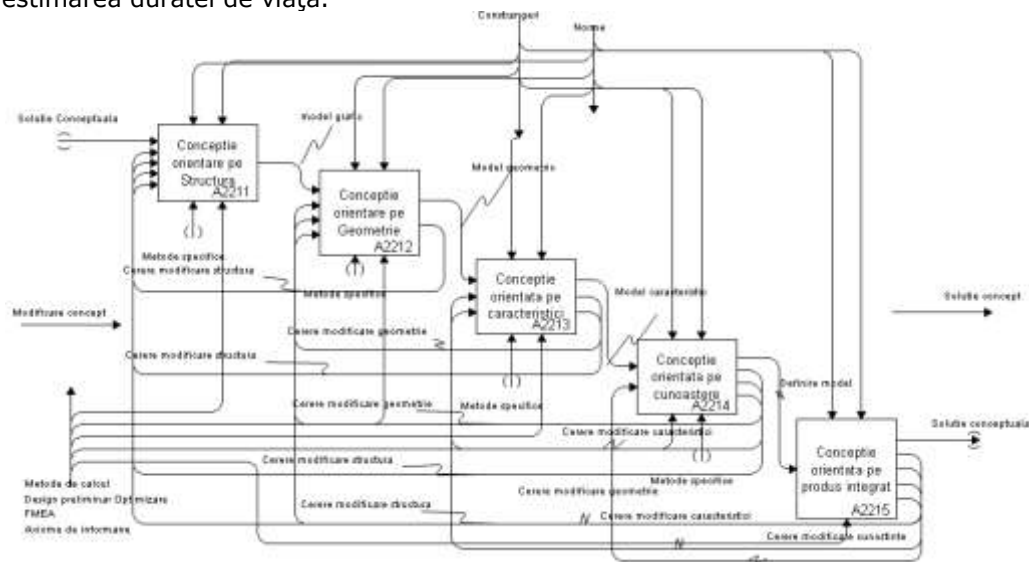 estimarea duratei de viaţă.
Constrangeri
Norme
Solutie Conceptuala
model grafic
Conceptie
orientare pe
Structura
A2211
Model geometric
Conceptie
orientare pe
Geometrie
A2212
Metode specifice
Cerere modificare structura
Metode specifice
Conceptie
orientata pe
caracteristici
A2213
Model caracteristici
Solutie concept
Modificare concept
Cerere modificare geometrie
Cerere modificare structura
Conceptie
orientata pe
cunoastere
A2214
Definire model
Cerere modificare geometrie
Metode specifice
Cerere modificare caracteristici
Solutie conceptuala
Conceptie
orientata pe
produs integrat
A2215
Cerere modificare structura
Metode specifice
Metode de calcul
Design preliminar Optimizare
FMEA
Axioma de informare
Cerere modificare geometrie
Cerere modificare structura
Cerere modificare caracteristici
Cerere modificare